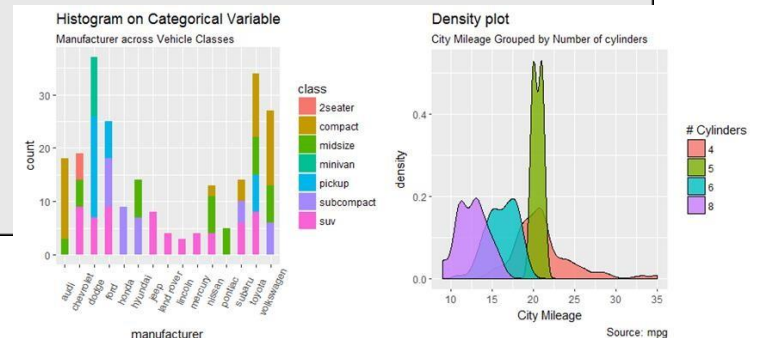 Histogram on Categorical Variable
Manufacturer across Vehicle Classes
count
30
20
10
0
audi
chevrolet
dodge
ford
honda
hyundai
jeep
land rover
lincoln
mercury
nissan
pontiac
subaru
toyota
volkswagen
manufacturer
class
2seater
compact
midsize
minivan
pickup
subcompact
suv
Density plot
City Mileage Grouped by Number of cylinders
density
0.4
0.2
0.0
10 15 20 25 30 35
City Mileage
Source: mpg
# Cylinders
4
5
6
8